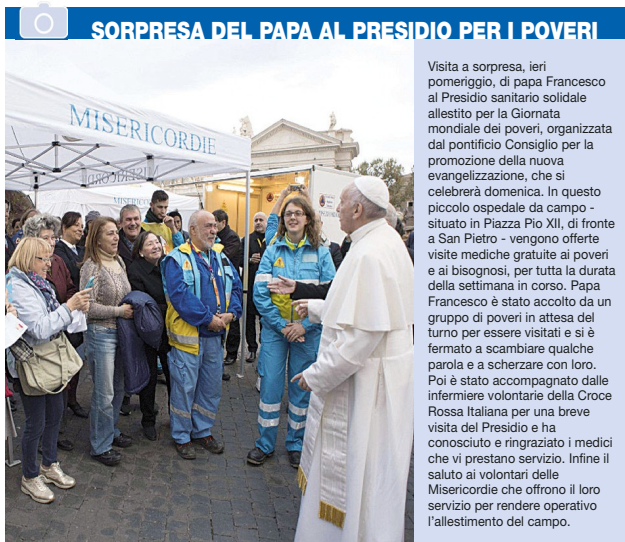 SORPRESA DEL PAPA AL PRESIDIO PER I POVERI
MISERICORDIE
Visita a sorpresa, ieri
pomeriggio, di papa Francesco
al Presidio sanitario solidale
allestito per la Giornata
mondiale dei poveri, organizzata
dal pontificio Consiglio per la
promozione della nuova
evangelizzazione, che si
celebrerà domenica. In questo
piccolo ospedale da campo -
situato in Piazza Pio XII, di fronte
a San Pietro - vengono offerte
visite mediche gratuite ai poveri
e ai bisognosi, per tutta la durata
della settimana in corso. Papa
Francesco è stato accolto da un
gruppo di poveri in attesa del
turno per essere visitati e si è
fermato a scambiare qualche
parola e a scherzare con loro.
Poi è stato accompagnato dalle
infermiere volontarie della Croce
Rossa Italiana per una breve
visita del Presidio e ha
conosciuto e ringraziato i medici
che vi prestano servizio. Infine il
saluto ai volontari delle
Misericordie che offrono il loro
servizio per rendere operativo
l'allestimento del campo.